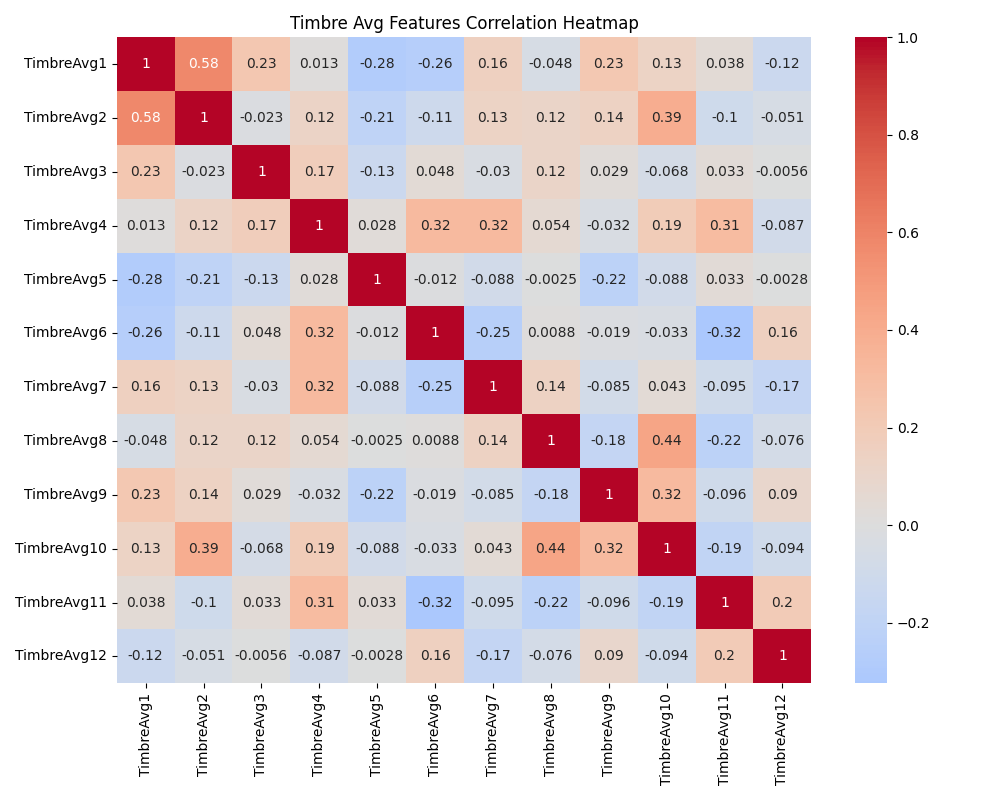 Timbre Avg Features Correlation Heatmap
TimbreAvg1 1 0.58 0.23 0.013 -0.28 -0.26 0.16 -0.048 0.23 0.13 0.038 -0.12
TimbreAvg2 0.58 1 -0.023 0.12 -0.21 -0.11 0.13 0.12 0.14 0.39 -0.1 -0.051
TimbreAvg3 0.23 -0.023 1 0.17 -0.13 0.048 -0.03 0.12 0.029 -0.068 0.033 -0.0056
TimbreAvg4 0.013 0.12 0.17 1 0.028 0.32 0.32 0.054 -0.032 0.19 0.31 -0.087
TimbreAvg5 -0.28 -0.21 -0.13 0.028 1 -0.012 -0.088 -0.0025 -0.22 -0.088 0.033 -0.0028
TimbreAvg6 -0.26 -0.11 0.048 0.32 -0.012 1 -0.25 0.0088 -0.019 -0.033 -0.32 0.16
TimbreAvg7 0.16 0.13 -0.03 0.32 -0.088 -0.25 1 0.14 -0.085 0.043 -0.095 -0.17
TimbreAvg8 -0.048 0.12 0.12 0.054 -0.0025 0.0088 0.14 1 -0.18 0.44 -0.22 -0.076
TimbreAvg9 0.23 0.14 0.029 -0.032 -0.22 -0.019 -0.085 -0.18 1 0.32 -0.096 0.09
TimbreAvg10 0.13 0.39 -0.068 0.19 -0.088 -0.033 0.043 0.44 0.32 1 -0.19 -0.094
TimbreAvg11 0.038 -0.1 0.033 0.31 0.033 -0.32 -0.095 -0.22 -0.096 -0.19 1 0.2
TimbreAvg12 -0.12 -0.051 -0.0056 -0.087 -0.0028 0.16 -0.17 -0.076 0.09 -0.094 0.2 1
TimbreAvg1
TimbreAvg2
TimbreAvg3
TimbreAvg4
TimbreAvg5
TimbreAvg6
TimbreAvg7
TimbreAvg8
TimbreAvg9
TimbreAvg10
TimbreAvg11
TimbreAvg12
1.0
0.8
0.6
0.4
0.2
0.0
−0.2